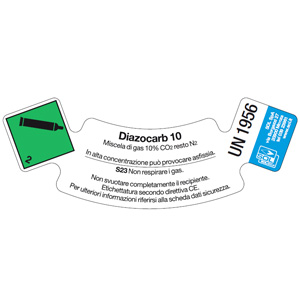 2
Diazocarb 10
Miscela di gas 10% CO2 resto N2
In alta concentrazione può provocare asfissia.
S23 Non respirare i gas.
Non svuotare completamente il recipiente.
Etichettatura secondo direttiva CE.
Per ulteriori informazioni riferirsi alla scheda dati sicurezza.
UN 1956